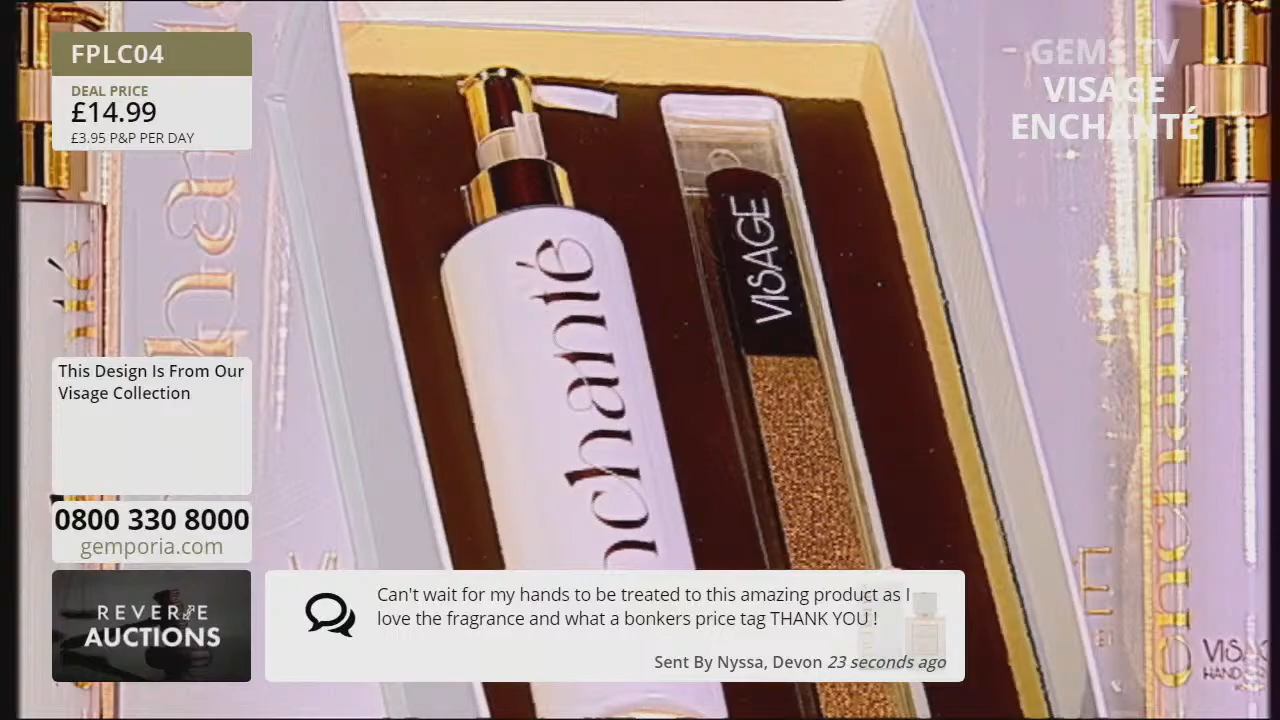 FPLC04
DEAL PRICE
£14.99
£3.95 P&P PER DAY
GEMS TV
VISAGE
ENCHANTÉ
enchanté
VISAGE
This Design Is From Our
Visage Collection
0800 330 8000
gemporia.com
REVERSE
AUCTIONS
Can't wait for my hands to be treated to this amazing product as I
love the fragrance and what a bonkers price tag THANK YOU !
Sent By Nyssa, Devon 23 seconds ago
enchanté